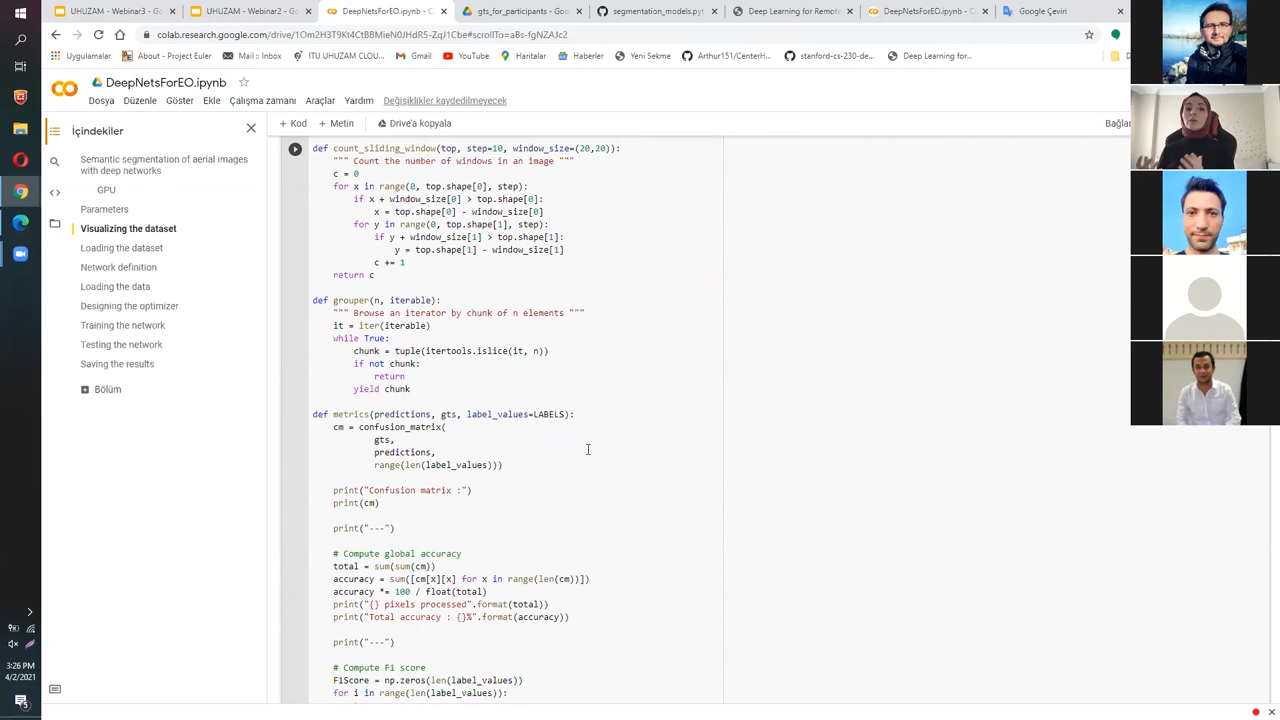 UHUZAM - Webinar3 - Google
UHUZAM - Webinar2 - Google
DeepNetsForEO.ipynb - C
gts_for_participants - Goo
segmentation_models.pyt
Deep Learning for Remot
DeepNetsForEO.ipynb - C
Google Çeviri
colab.research.google.com/drive/1Om2H3T9Kt4CtBBMieN0JHdR5-ZqJ1Cbe#scrollTo=aBs-fgNZAJc2
Uygulamalar
About - Project Euler
Mail :: Inbox
ITU UHUZAM CLOU...
Gmail
YouTube
Haritalar
Haberler
Yeni Sekme
Arthur151/CenterH...
stanford-cs-230-de...
Deep Learning for...
DeepNetsForEO.ipynb
Dosya Düzenle Göster Ekle Çalışma zamanı Araçlar Yardım Değişiklikler kaydedilmeyecek
İçindekiler
+ Kod + Metin Drive'a kopyala
Bağlan
Semantic segmentation of aerial images
with deep networks
GPU
Parameters
Visualizing the dataset
Loading the dataset
Network definition
Loading the data
Designing the optimizer
Training the network
Testing the network
Saving the results
Bölüm
def count_sliding_window(top, step=10, window_size=(20,20)):
""" Count the number of windows in an image """
c = 0
for x in range(0, top.shape[0], step):
if x + window_size[0] > top.shape[0]:
x = top.shape[0] - window_size[0]
for y in range(0, top.shape[1], step):
if y + window_size[1] > top.shape[1]:
y = top.shape[1] - window_size[1]
c += 1
return c
def grouper(n, iterable):
""" Browse an iterator by chunk of n elements """
it = iter(iterable)
while True:
chunk = tuple(itertools.islice(it, n))
if not chunk:
return
yield chunk
def metrics(predictions, gts, label_values=LABELS):
cm = confusion_matrix(
gts,
predictions,
range(len(label_values)))
print("Confusion matrix :")
print(cm)
print("---")
# Compute global accuracy
total = sum(sum(cm))
accuracy = sum([cm[x][x] for x in range(len(cm))])
accuracy *= 100 / float(total)
print("{} pixels processed".format(total))
print("Total accuracy : {}%".format(accuracy))
print("---")
# Compute F1 score
F1Score = np.zeros(len(label_values))
for i in range(len(label_values)):
3:26 PM
4/2/2021